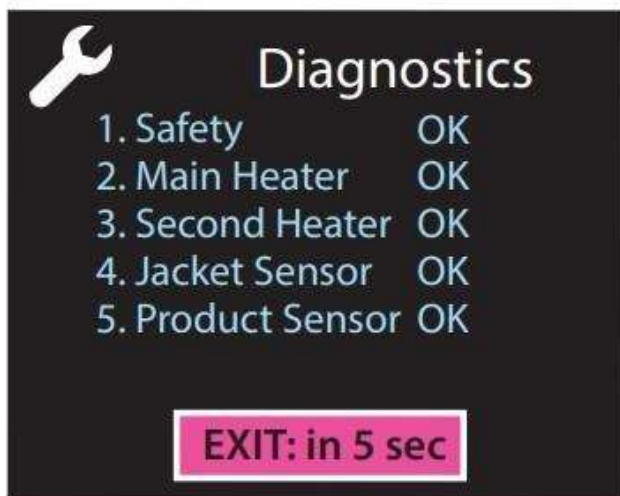 Diagnostics
1. Safety OK
2. Main Heater OK
3. Second Heater OK
4. Jacket Sensor OK
5. Product Sensor OK
EXIT: in 5 sec